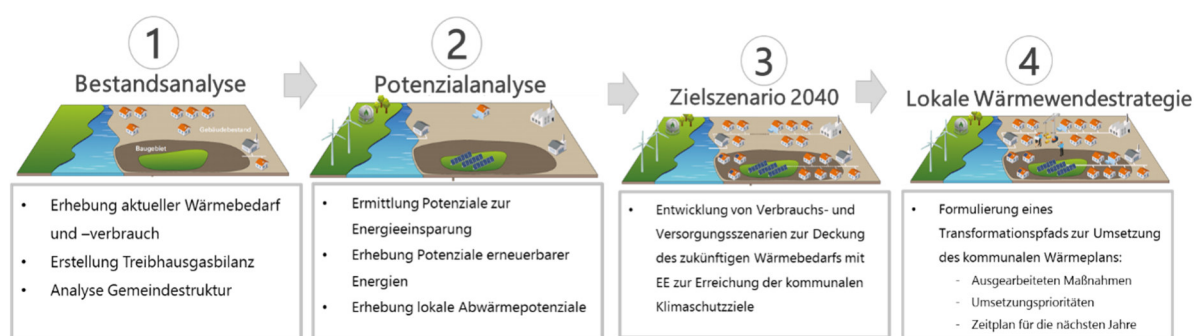 1
Bestandsanalyse
Gebäudebestand
Baugebiet
• Erhebung aktueller Wärmebedarf
und –verbrauch
• Erstellung Treibhausgasbilanz
• Analyse Gemeindestruktur
2
Potenzialanalyse
• Ermittlung Potenziale zur
Energieeinsparung
• Erhebung Potenziale erneuerbarer
Energien
• Erhebung lokale Abwärmepotenziale
3
Zielszenario 2040
• Entwicklung von Verbrauchs- und
Versorgungsszenarien zur Deckung
des zukünftigen Wärmebedarfs mit
EE zur Erreichung der kommunalen
Klimaschutzziele
4
Lokale Wärmewendestrategie
• Formulierung eines
Transformationspfads zur Umsetzung
des kommunalen Wärmeplans:
- Ausgearbeiteten Maßnahmen
- Umsetzungsprioritäten
- Zeitplan für die nächsten Jahre